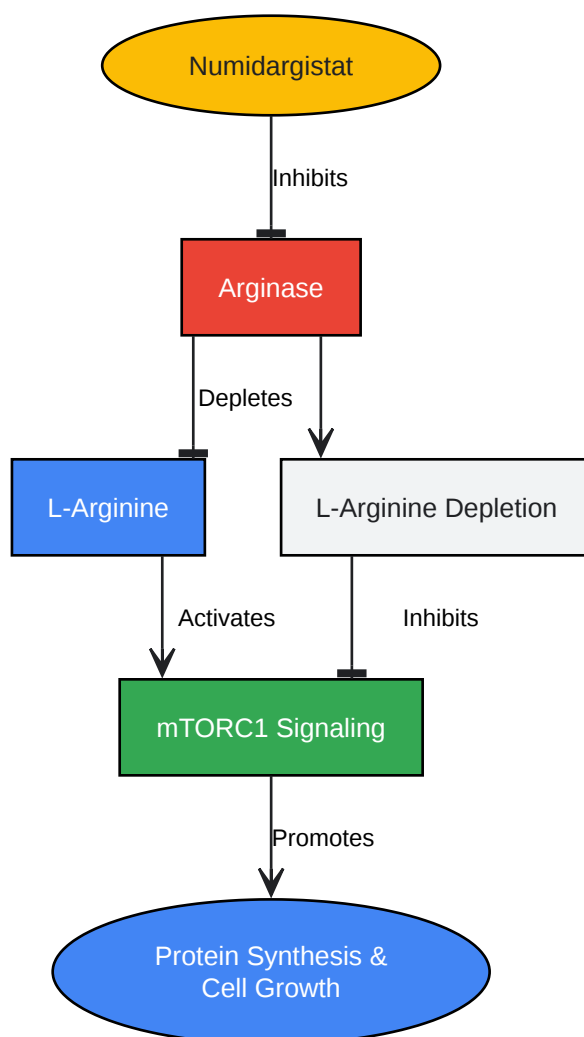 Numidargistat
Inhibits
Arginase
Depletes
L-Arginine
L-Arginine Depletion
Activates
Inhibits
mTORC1 Signaling
Promotes
Protein Synthesis &
Cell Growth